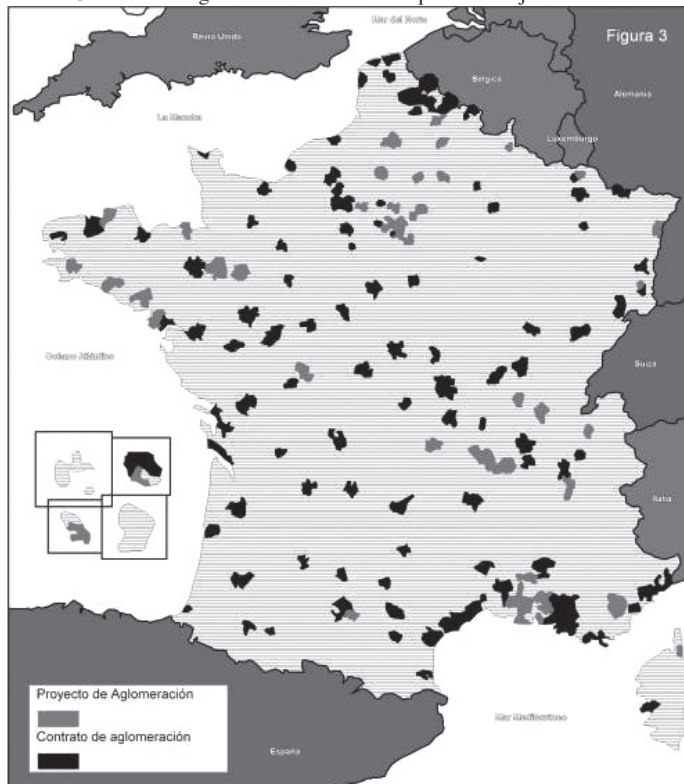 Figura 3
Mar del Norte
Reino Unido
Bélgica
Alemania
La Mancha
Luxemburgo
Océano Atlántico
Suiza
Italia
Proyecto de Aglomeración
Contrato de aglomeración
Mar Mediterráneo
España